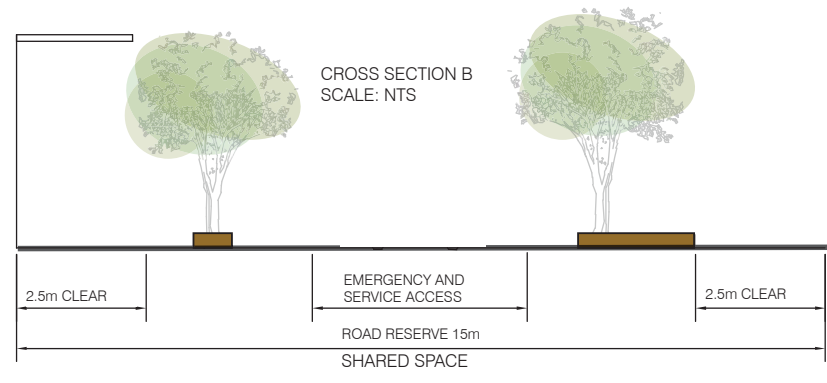 CROSS SECTION B
SCALE: NTS
2.5m CLEAR
EMERGENCY AND
SERVICE ACCESS
2.5m CLEAR
ROAD RESERVE 15m
SHARED SPACE